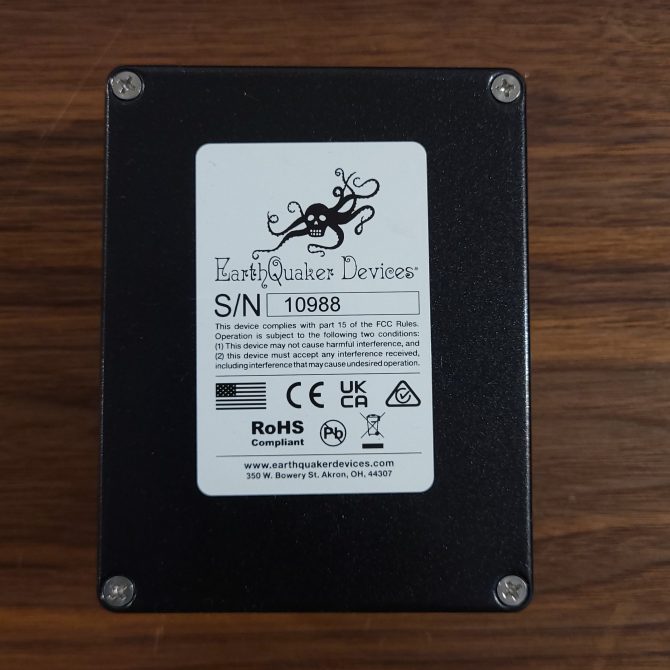 EarthQuaker Devices
S/N 10988
This device complies with part 15 of the FCC Rules.
Operation is subject to the following two conditions:
(1) This device may not cause harmful interference, and
(2) this device must accept any interference received,
including interference that may cause undesired operation.
CE UK
CA
RoHS
Compliant
Pb
www.earthquakerdevices.com
350 W. Bowery St. Akron, OH, 44307